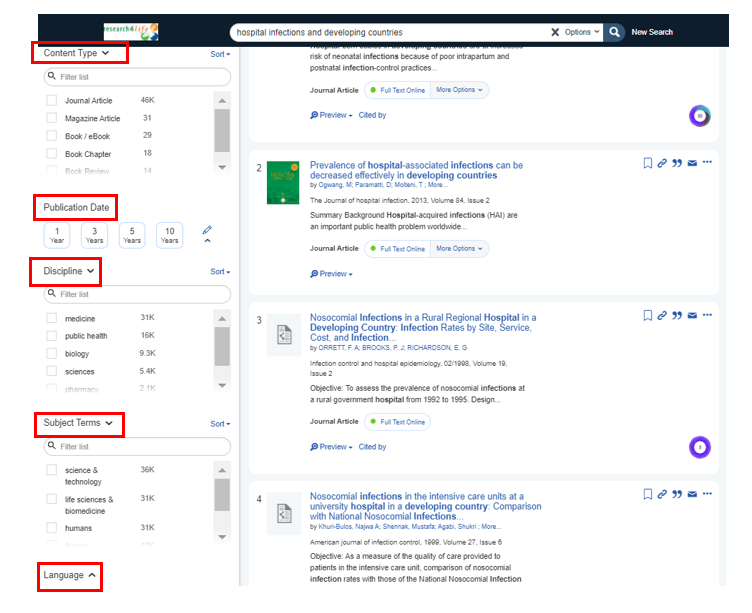 research4life
hospital infections and developing countries
Options
New Search
Content Type
Sort
Filter list
Journal Article 46K
Magazine Article 31
Book / eBook 29
Book Chapter 18
Book Review 14
Publication Date
1 Year
3 Years
5 Years
10 Years
Discipline
Sort
Filter list
medicine 31K
public health 16K
biology 9.3K
sciences 5.4K
pharmacy, 2.1K
Subject Terms
Sort
Filter list
science & technology 36K
life sciences & biomedicine 31K
humans 31K
Language
risk of neonatal infections because of poor intrapartum and
postnatal infection-control practices...
Journal Article Full Text Online More Options
Preview Cited by
2
Prevalence of hospital-associated infections can be
decreased effectively in developing countries
by Ogwang, M; Paramatti, D; Molteni, T ; More...
The Journal of hospital infection, 2013, Volume 84, Issue 2
Summary Background Hospital-acquired infections (HAI) are
an important public health problem worldwide...
Journal Article Full Text Online More Options
Preview
3
Nosocomial Infections in a Rural Regional Hospital in a
Developing Country: Infection Rates by Site, Service,
Cost, and Infection...
by ORRETT, F. A; BROOKS, P. J; RICHARDSON, E. G
Infection control and hospital epidemiology, 02/1998, Volume 19,
Issue 2
Objective: To assess the prevalence of nosocomial infections at
a rural government hospital from 1992 to 1995. Design...
Journal Article Full Text Online
Preview Cited by
3
4
Nosocomial infections in the intensive care units at a
university hospital in a developing country: Comparison
with National Nosocomial Infections...
by Khuri-Bulos, Najwa A; Shennak, Mustafa; Agabi, Shukri ; More...
American journal of infection control, 1999, Volume 27, Issue 6
Objective: As a measure of the quality of care provided to
patients in the intensive care unit, comparison of nosocomial
infection rates with those of the National Nosocomial Infection